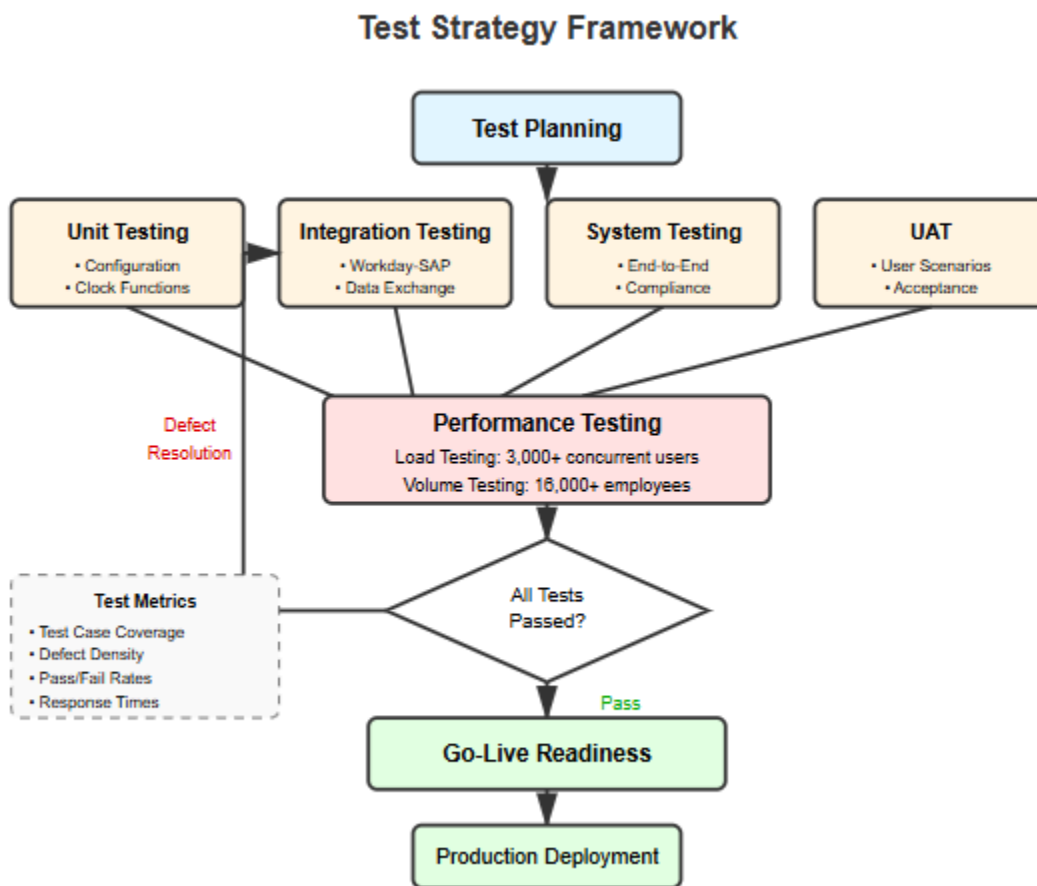 Test Strategy Framework
Test Planning
Unit Testing
• Configuration
• Clock Functions
Integration Testing
• Workday-SAP
• Data Exchange
System Testing
• End-to-End
• Compliance
UAT
• User Scenarios
• Acceptance
Performance Testing
Load Testing: 3,000+ concurrent users
Volume Testing: 16,000+ employees
Defect
Resolution
All Tests
Passed?
Test Metrics
• Test Case Coverage
• Defect Density
• Pass/Fail Rates
• Response Times
Pass
Go-Live Readiness
Production Deployment